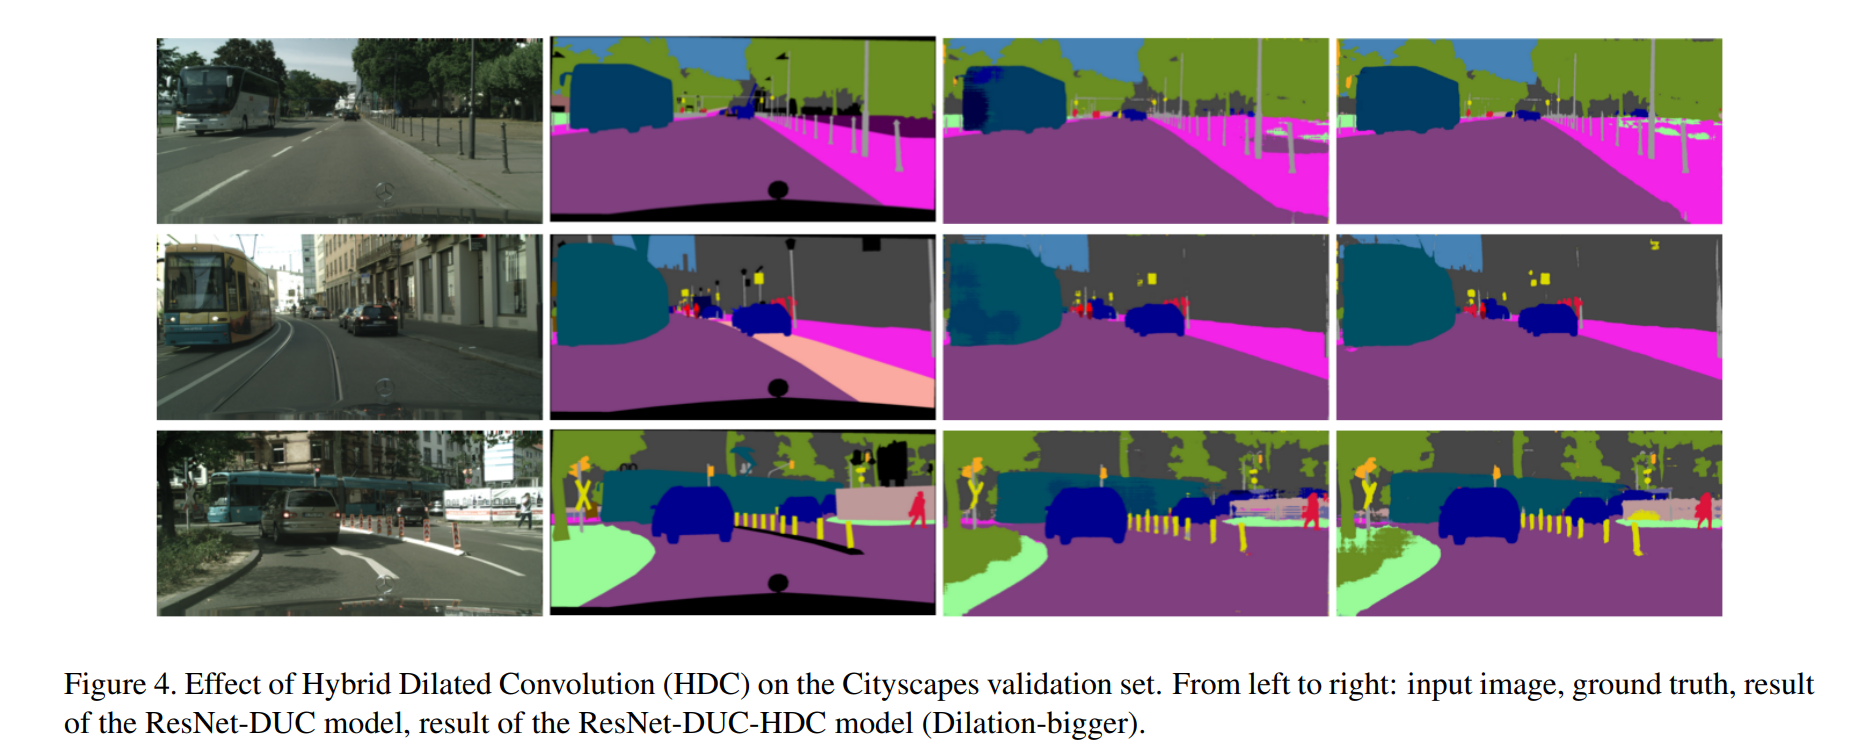 Figure 4. Effect of Hybrid Dilated Convolution (HDC) on the Cityscapes validation set. From left to right: input image, ground truth, result
of the ResNet-DUC model, result of the ResNet-DUC-HDC model (Dilation-bigger).